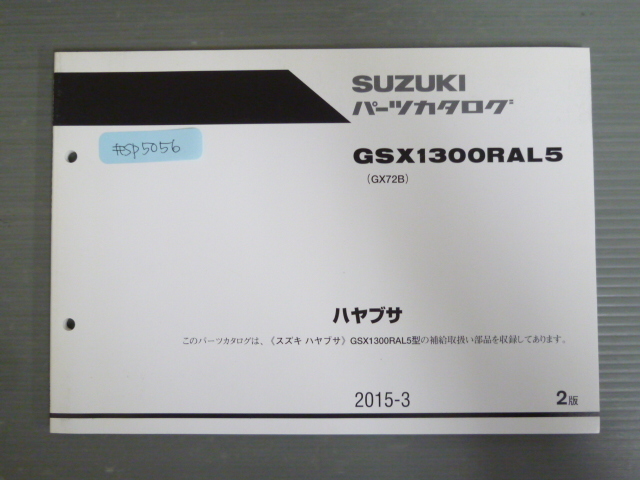 SUZUKI
パーツカタログ
#SP5056
GSX1300RAL5
(GX72B)
ハヤブサ
このパーツカタログは、《スズキ ハヤブサ》GSX1300RAL5型の補給取扱い部品を収録してあります。
2015-3
2版